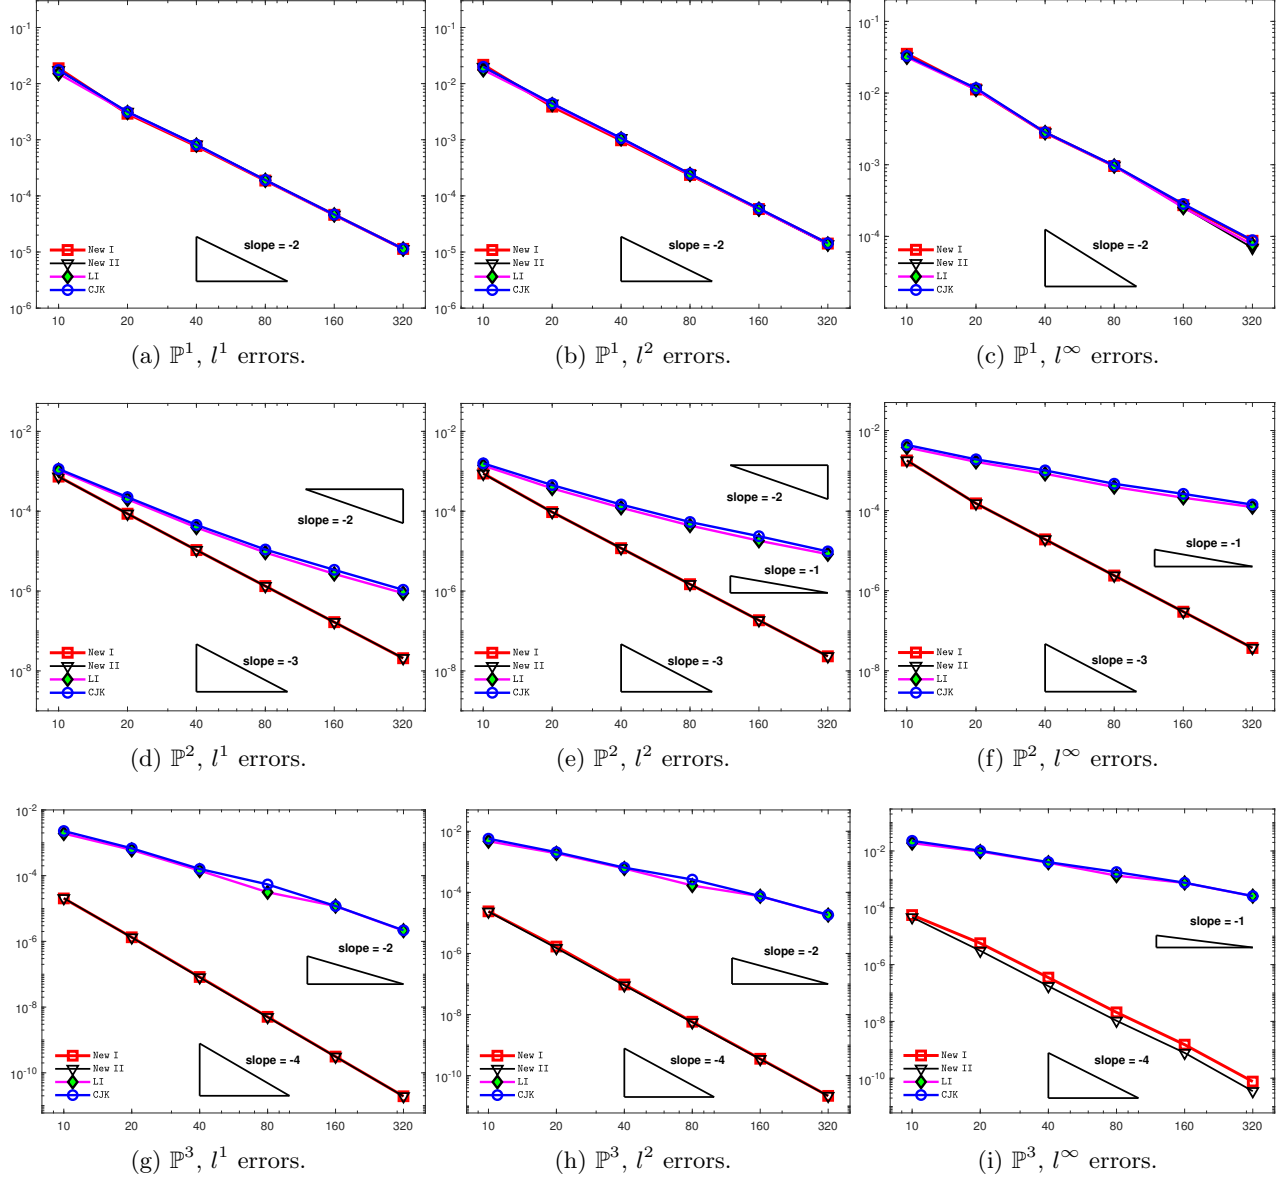 10^-1
10^-2
10^-3
10^-4
10^-5
10^-6
slope = -2
New I
New II
LI
CJK
10 20 40 80 160 320
(a) ℙ^1, l^1 errors.
10^-1
10^-2
10^-3
10^-4
10^-5
10^-6
slope = -2
New I
New II
LI
CJK
10 20 40 80 160 320
(b) ℙ^1, l^2 errors.
10^-1
10^-2
10^-3
10^-4
slope = -2
New I
New II
LI
CJK
10 20 40 80 160 320
(c) ℙ^1, l^∞ errors.
10^-2
10^-4
10^-6
10^-8
slope = -2
slope = -3
New I
New II
LI
CJK
10 20 40 80 160 320
(d) ℙ^2, l^1 errors.
10^-2
10^-4
10^-6
10^-8
slope = -2
slope = -1
slope = -3
New I
New II
LI
CJK
10 20 40 80 160 320
(e) ℙ^2, l^2 errors.
10^-2
10^-4
10^-6
10^-8
slope = -1
slope = -3
New I
New II
LI
CJK
10 20 40 80 160 320
(f) ℙ^2, l^∞ errors.
10^-2
10^-4
10^-6
10^-8
10^-10
slope = -2
slope = -4
New I
New II
LI
CJK
10 20 40 80 160 320
(g) ℙ^3, l^1 errors.
10^-2
10^-4
10^-6
10^-8
10^-10
slope = -2
slope = -4
New I
New II
LI
CJK
10 20 40 80 160 320
(h) ℙ^3, l^2 errors.
10^-2
10^-4
10^-6
10^-8
10^-10
slope = -1
slope = -4
New I
New II
LI
CJK
10 20 40 80 160 320
(i) ℙ^3, l^∞ errors.